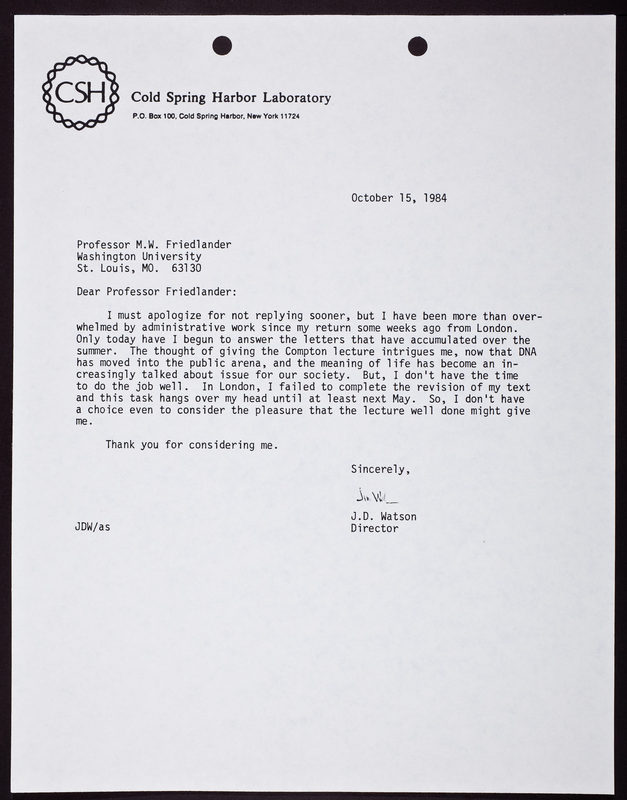 CSH
Cold Spring Harbor Laboratory
P.O. Box 100, Cold Spring Harbor, New York 11724
October 15, 1984
Professor M.W. Friedlander
Washington University
St. Louis, MO.  63130
Dear Professor Friedlander:
I must apologize for not replying sooner, but I have been more than over-
whelmed by administrative work since my return some weeks ago from London.
Only today have I begun to answer the letters that have accumulated over the
summer.  The thought of giving the Compton lecture intrigues me, now that DNA
has moved into the public arena, and the meaning of life has become an in-
creasingly talked about issue for our society.  But, I don't have the time
to do the job well.  In London, I failed to complete the revision of my text
and this task hangs over my head until at least next May.  So, I don't have
a choice even to consider the pleasure that the lecture well done might give
me.
Thank you for considering me.
Sincerely,
J.D. Watson
JDW/as
Director